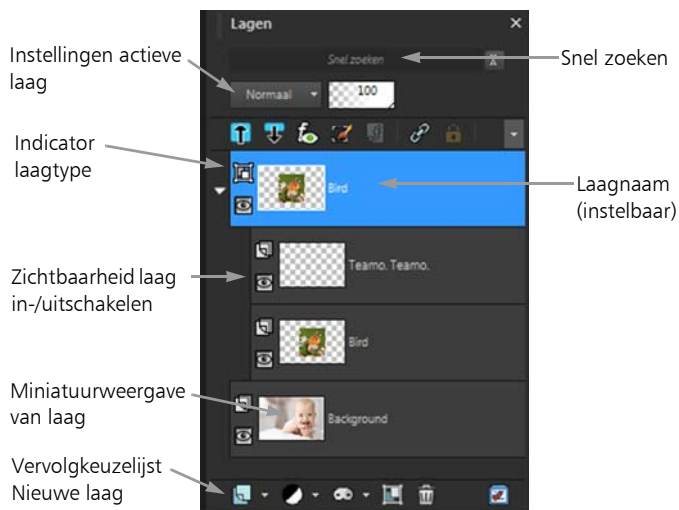 Lagen
Instellingen actieve
laag
Snel zoeken
Snel zoeken
Normaal
100
Indicator
laagtype
Bird
Laagnaam
(instelbaar)
Zichtbaarheid laag
in-/uitschakelen
Teamo. Teamo.
Bird
Miniatuurweergave
van laag
Background
Vervolgkeuzelijst
Nieuwe laag